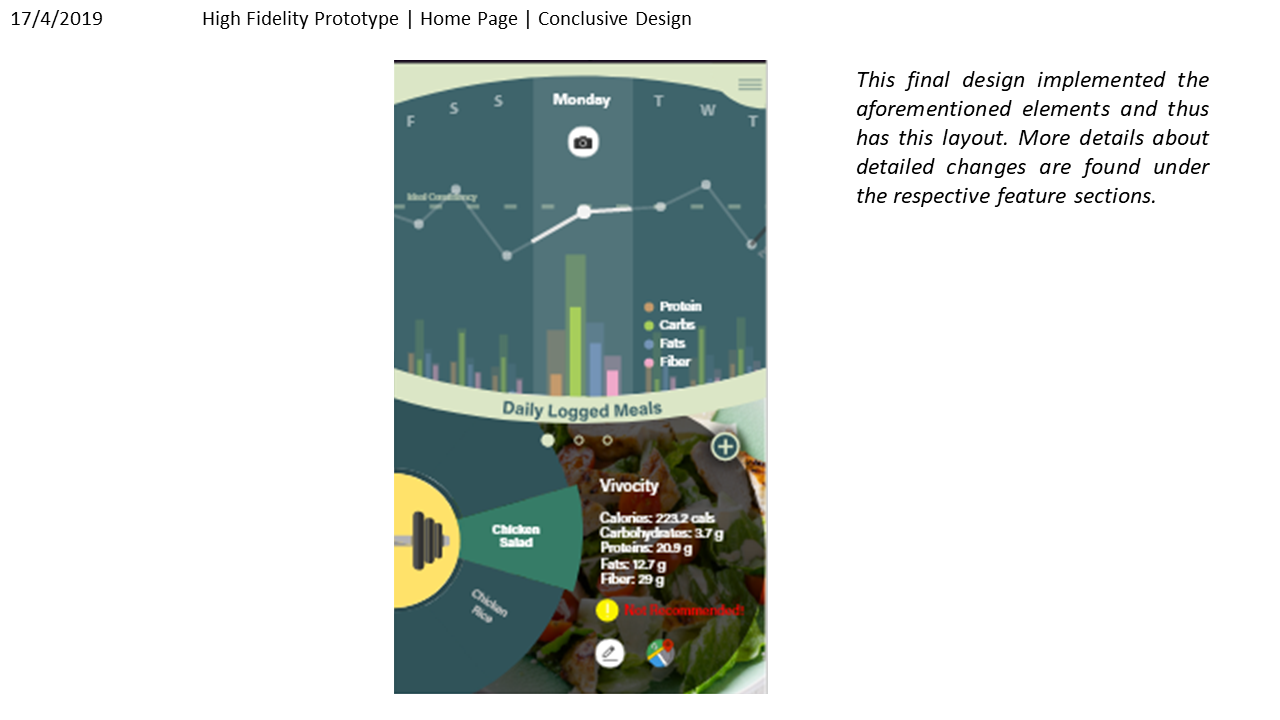 17/4/2019
High Fidelity Prototype | Home Page | Conclusive Design
This final design implemented the
aforementioned elements and thus
has this layout. More details about
detailed changes are found under
the respective feature sections.
F
S
S
Monday
T
W
T
Ideal Consistency
Protein
Carbs
Fats
Fiber
Daily Logged Meals
Chicken
Salad
Chicken
Rice
Vivocity
Calories: 223.2 cals
Carbohydrates: 3.7 g
Proteins: 20.9 g
Fats: 12.7 g
Fiber: 29 g
! Not Recommended!